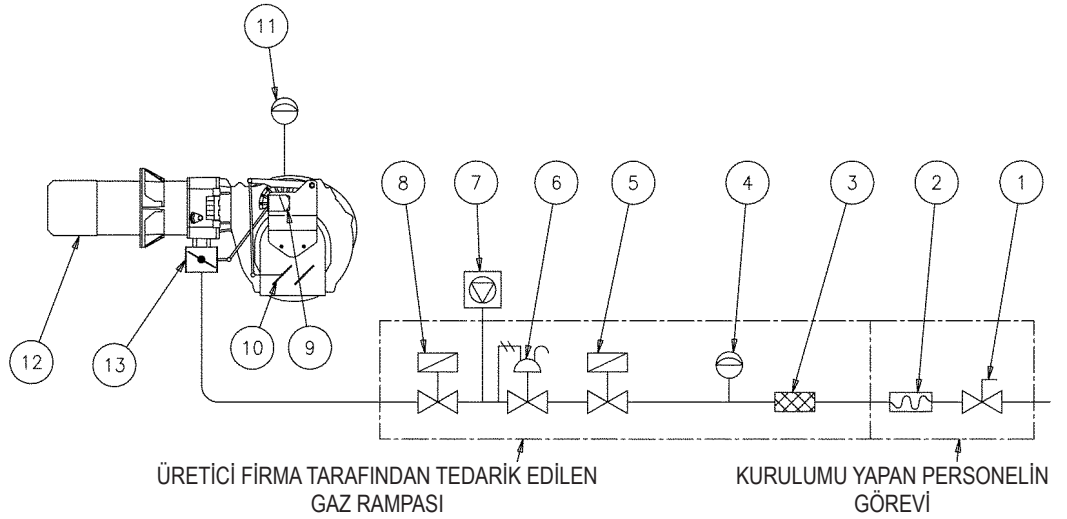 11
8 7 6 5 4 3 2 1
12 13 10 9
ÜRETİCİ FİRMA TARAFINDAN TEDARİK EDİLEN
GAZ RAMPASI
KURULUMU YAPAN PERSONELİN
GÖREVİ